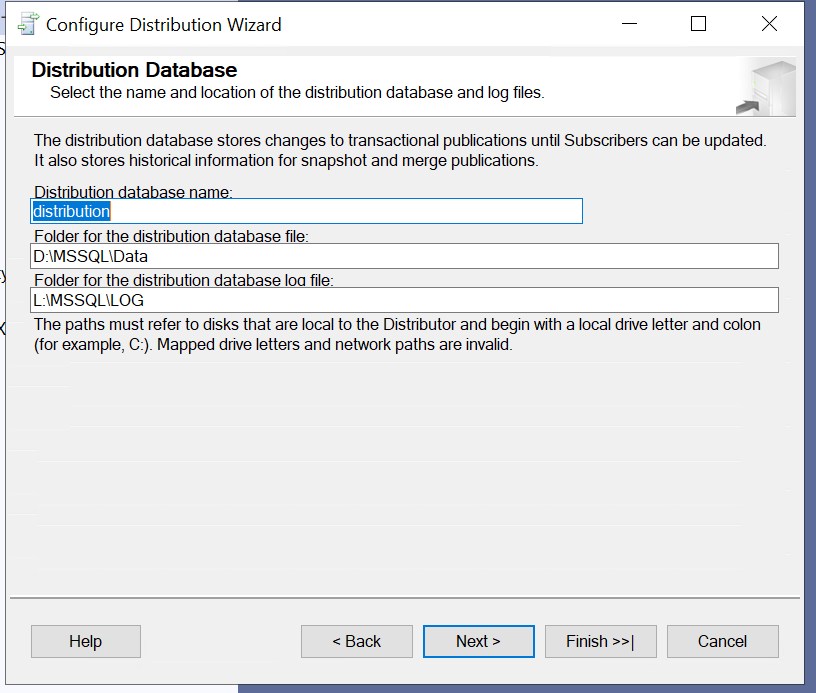 Configure Distribution Wizard
Distribution Database
Select the name and location of the distribution database and log files.
The distribution database stores changes to transactional publications until Subscribers can be updated.
It also stores historical information for snapshot and merge publications.
Distribution database name:
distribution
Folder for the distribution database file:
D:\MSSQL\Data
Folder for the distribution database log file:
L:\MSSQL\LOG
The paths must refer to disks that are local to the Distributor and begin with a local drive letter and colon
(for example, C:). Mapped drive letters and network paths are invalid.
Help
< Back
Next >
Finish >>|
Cancel